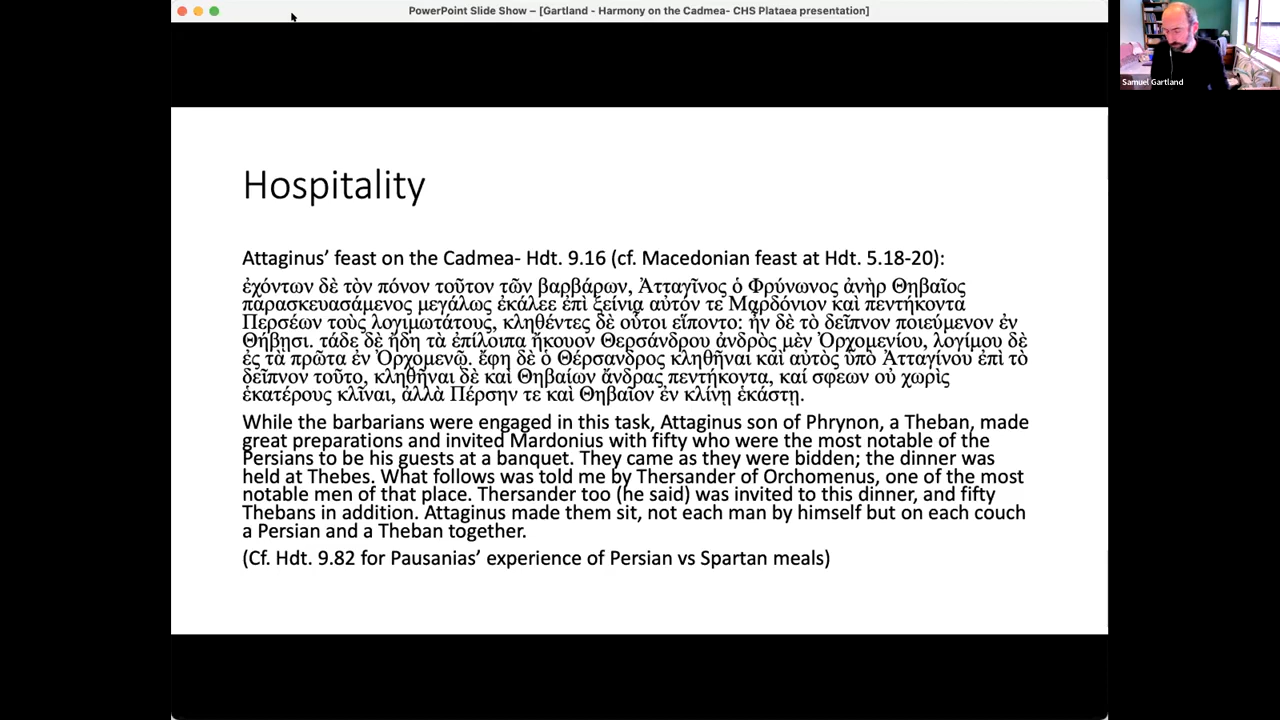 PowerPoint Slide Show – [Gartland - Harmony on the Cadmea- CHS Plataea presentation]
Samuel Gartland
Hospitality
Attaginus’ feast on the Cadmea- Hdt. 9.16 (cf. Macedonian feast at Hdt. 5.18-20):
ἐχόντων δὲ τὸν πόνον τοῦτον τῶν βαρβάρων, Ἀτταγῖνος ὁ Φρύνωνος ἀνὴρ Θηβαῖος
παρασκευασάμενος μεγάλως ἐκάλεε ἐπὶ ξείνια αὐτόν τε Μαρδόνιον καὶ πεντήκοντα
Περσέων τοὺς λογιμωτάτους, κληθέντες δὲ οὗτοι εἵποντο: ἦν δὲ τὸ δεῖπνον ποιεύμενον ἐν
Θήβῃσι. τάδε δὲ ἤδη τὰ ἐπίλοιπα ἤκουον Θερσάνδρου ἀνδρὸς μὲν Ὀρχομενίου, λογίμου δὲ
ἐς τὰ πρῶτα ἐν Ὀρχομενῷ. ἔφη δὲ ὁ Θέρσανδρος κληθῆναι καὶ αὐτὸς ὑπὸ Ἀτταγίνου ἐπὶ τὸ
δεῖπνον τοῦτο, κληθῆναι δὲ καὶ Θηβαίων ἄνδρας πεντήκοντα, καί σφεων οὐ χωρὶς
ἑκατέρους κλῖναι, ἀλλὰ Πέρσην τε καὶ Θηβαῖον ἐν κλίνῃ ἑκάστῃ.
While the barbarians were engaged in this task, Attaginus son of Phrynon, a Theban, made
great preparations and invited Mardonius with fifty who were the most notable of the
Persians to be his guests at a banquet. They came as they were bidden; the dinner was
held at Thebes. What follows was told me by Thersander of Orchomenus, one of the most
notable men of that place. Thersander too (he said) was invited to this dinner, and fifty
Thebans in addition. Attaginus made them sit, not each man by himself but on each couch
a Persian and a Theban together.
(Cf. Hdt. 9.82 for Pausanias’ experience of Persian vs Spartan meals)